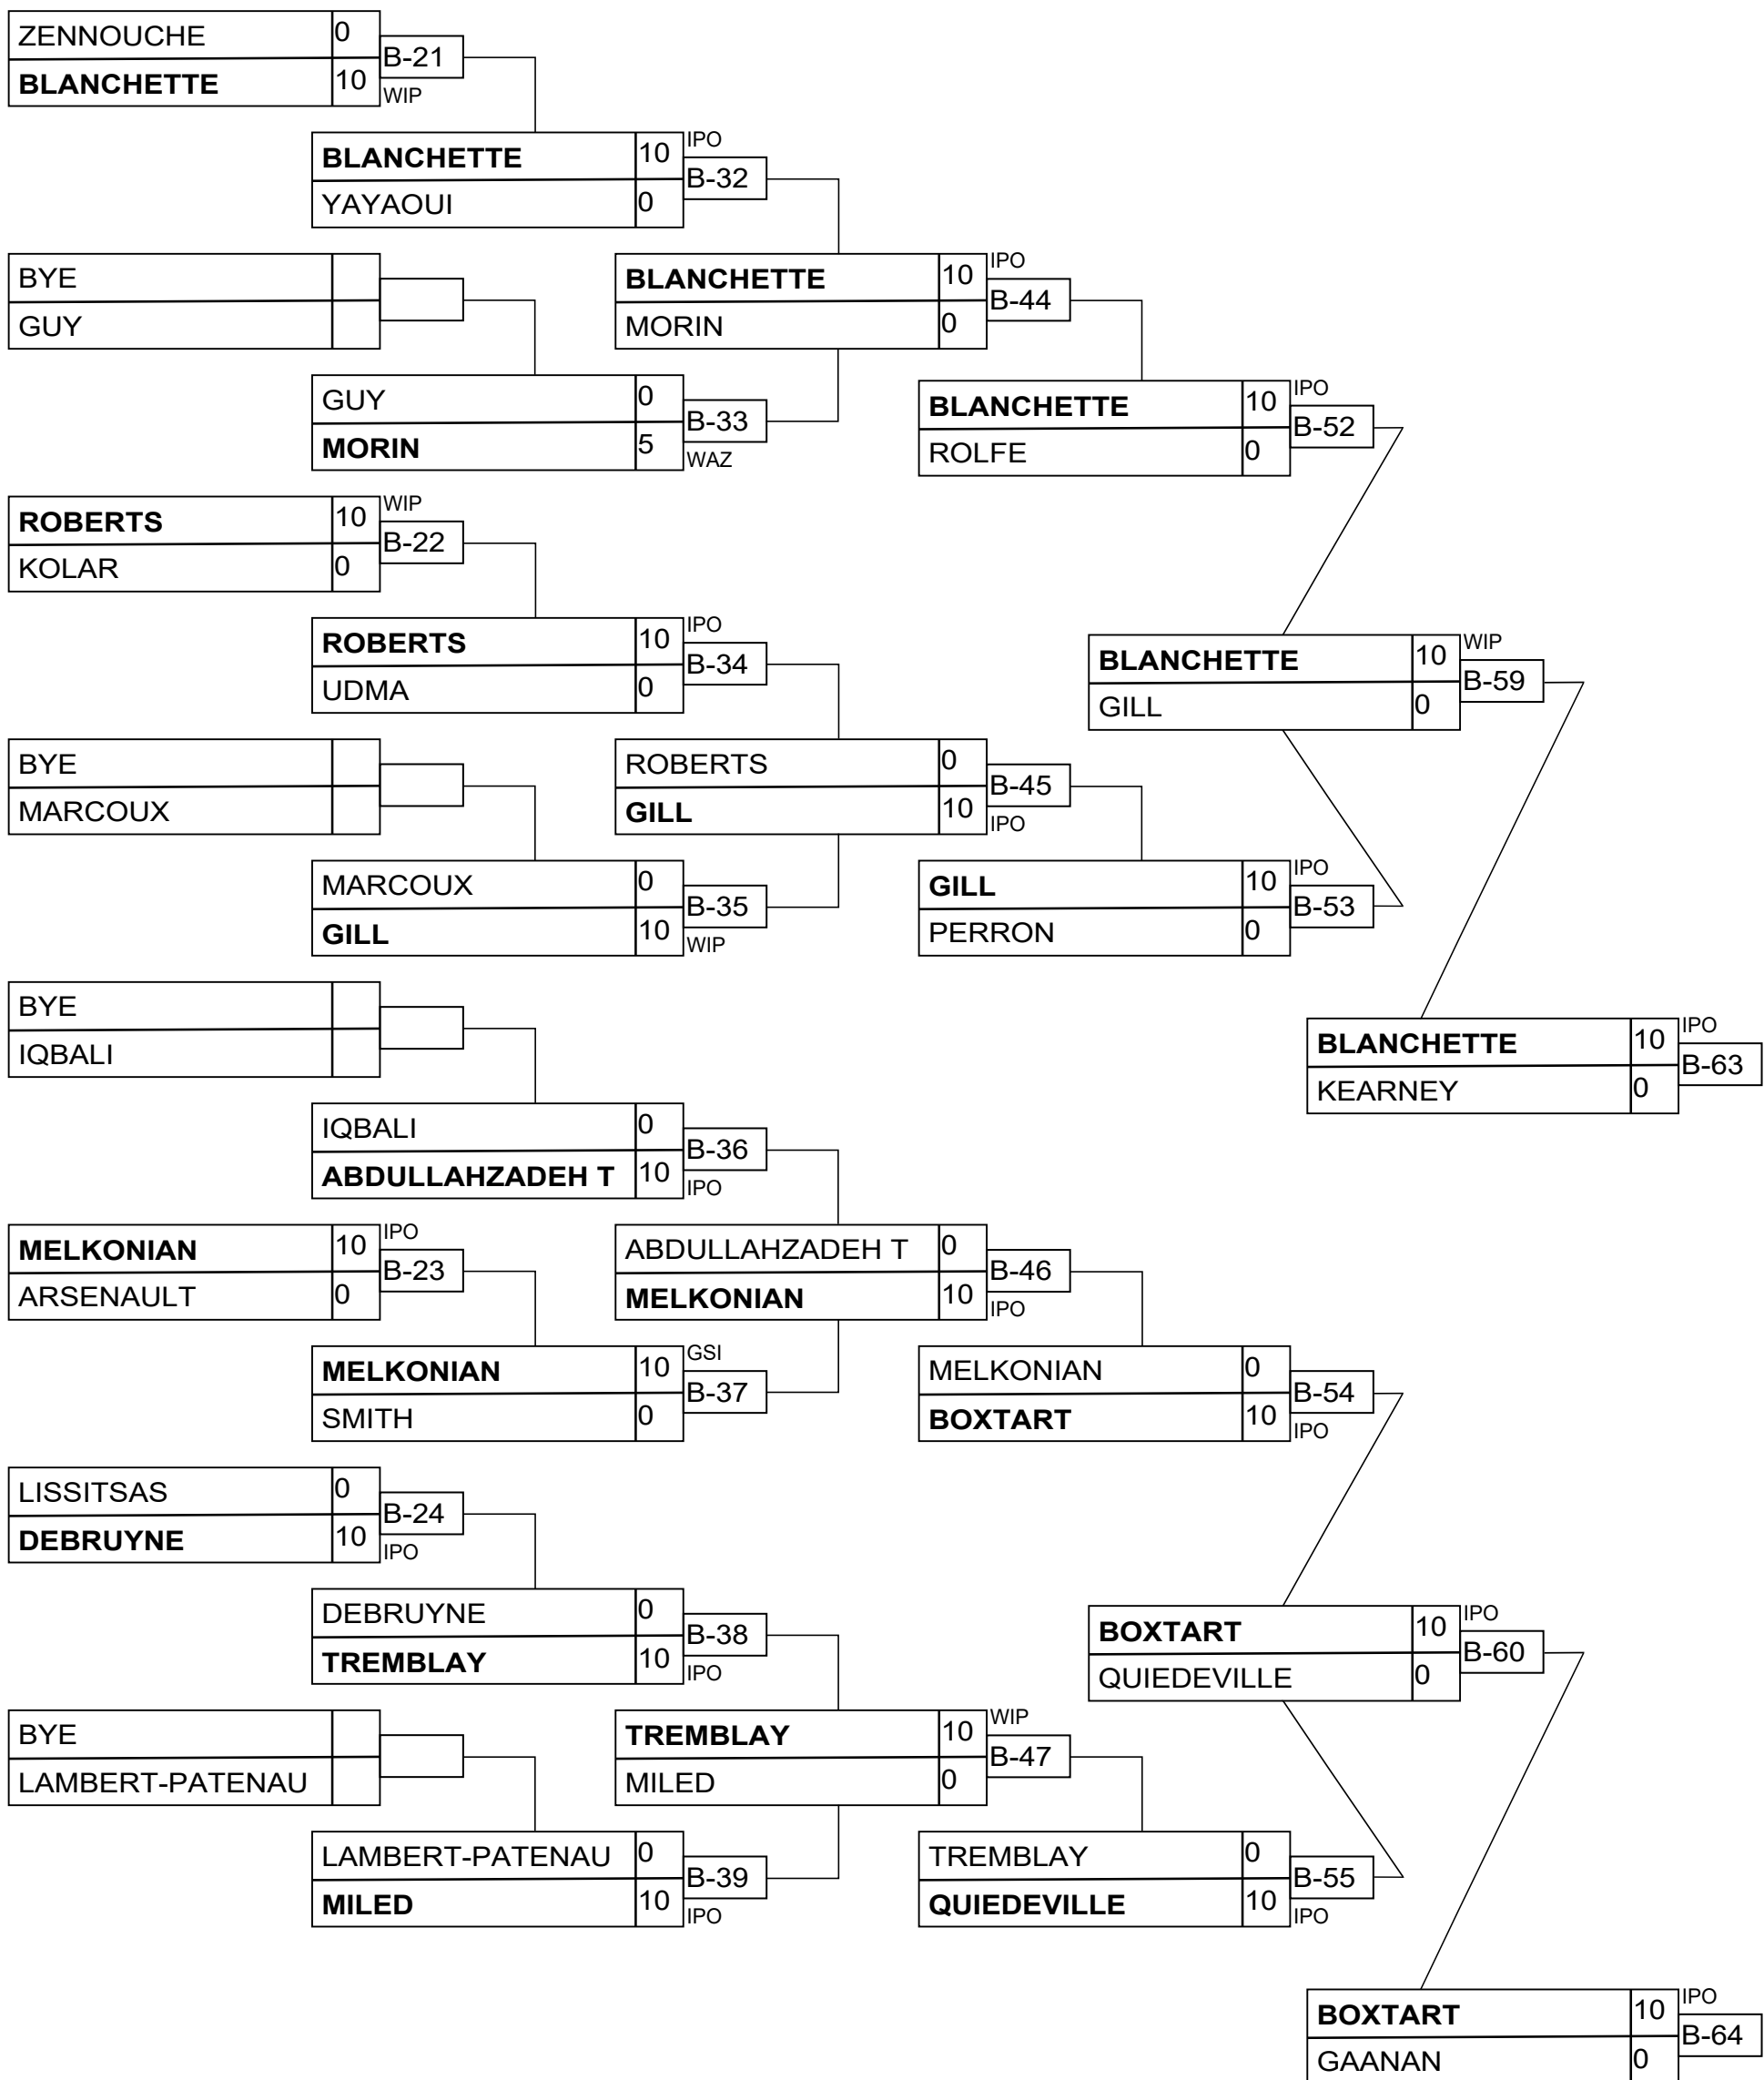 ZENNOUCHE 0
B-21
BLANCHETTE 10
WIP
BLANCHETTE 10 IPO
B-32
YAYAOUI 0
BYE
GUY
BLANCHETTE 10 IPO
B-44
MORIN 0
GUY 0
B-33
MORIN 5
WAZ
BLANCHETTE 10 IPO
B-52
ROLFE 0
ROBERTS 10 WIP
B-22
KOLAR 0
ROBERTS 10 IPO
B-34
UDMA 0
BLANCHETTE 10 WIP
B-59
GILL 0
BYE
MARCOUX
ROBERTS 0
B-45
GILL 10
IPO
MARCOUX 0
B-35
GILL 10
WIP
GILL 10 IPO
B-53
PERRON 0
BYE
IQBALI
BLANCHETTE 10 IPO
B-63
KEARNEY 0
IQBALI 0
B-36
ABDULLAHZADEH T 10
IPO
MELKONIAN 10 IPO
B-23
ARSENAULT 0
ABDULLAHZADEH T 0
B-46
MELKONIAN 10
IPO
MELKONIAN 10 GSI
B-37
SMITH 0
MELKONIAN 0
B-54
BOXTART 10
IPO
LISSITSAS 0
B-24
DEBRUYNE 10
IPO
DEBRUYNE 0
B-38
TREMBLAY 10
IPO
BOXTART 10 IPO
B-60
QUIEDEVILLE 0
BYE
LAMBERT-PATENAU
TREMBLAY 10 WIP
B-47
MILED 0
LAMBERT-PATENAU 0
B-39
MILED 10
IPO
TREMBLAY 0
B-55
QUIEDEVILLE 10
IPO
BOXTART 10 IPO
B-64
GAANAN 0